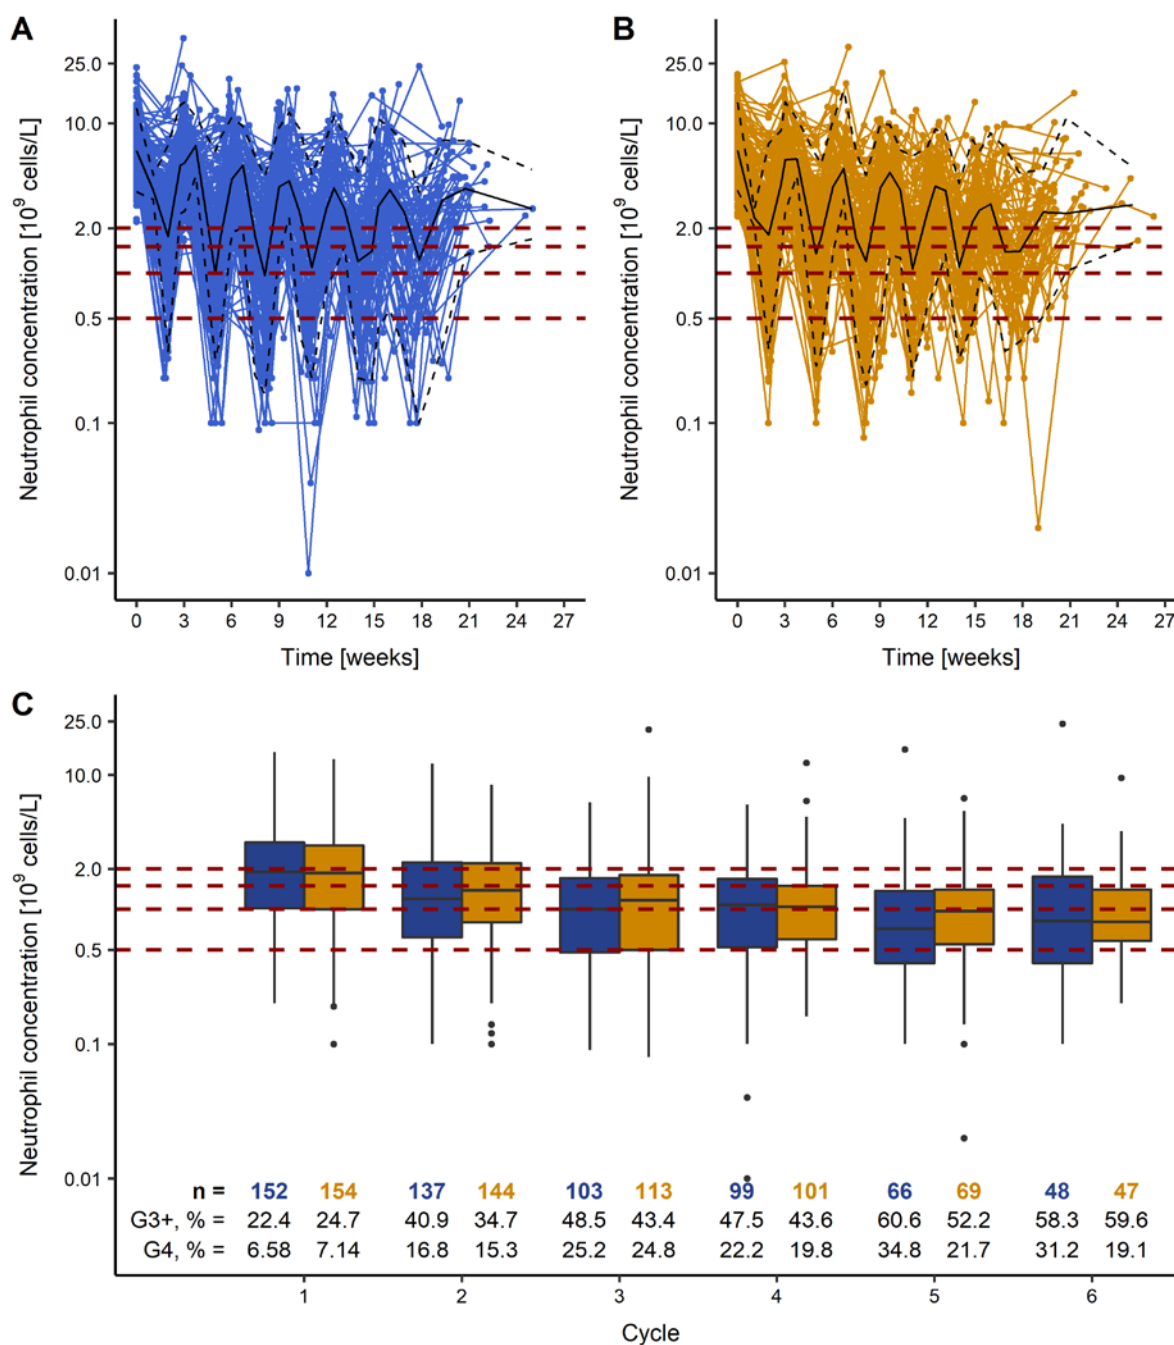 A
Neutrophil concentration [10⁹ cells/L]
25.0
10.0
2.0
1.0
0.5
0.1
0.01
0 3 6 9 12 15 18 21 24 27
Time [weeks]
B
Neutrophil concentration [10⁹ cells/L]
25.0
10.0
2.0
1.0
0.5
0.1
0.01
0 3 6 9 12 15 18 21 24 27
Time [weeks]
C
Neutrophil concentration [10⁹ cells/L]
25.0
10.0
2.0
1.0
0.5
0.1
0.01
n = 152 154 137 144 103 113 99 101 66 69 48 47
G3+, % = 22.4 24.7 40.9 34.7 48.5 43.4 47.5 43.6 60.6 52.2 58.3 59.6
G4, % = 6.58 7.14 16.8 15.3 25.2 24.8 22.2 19.8 34.8 21.7 31.2 19.1
1 2 3 4 5 6
Cycle